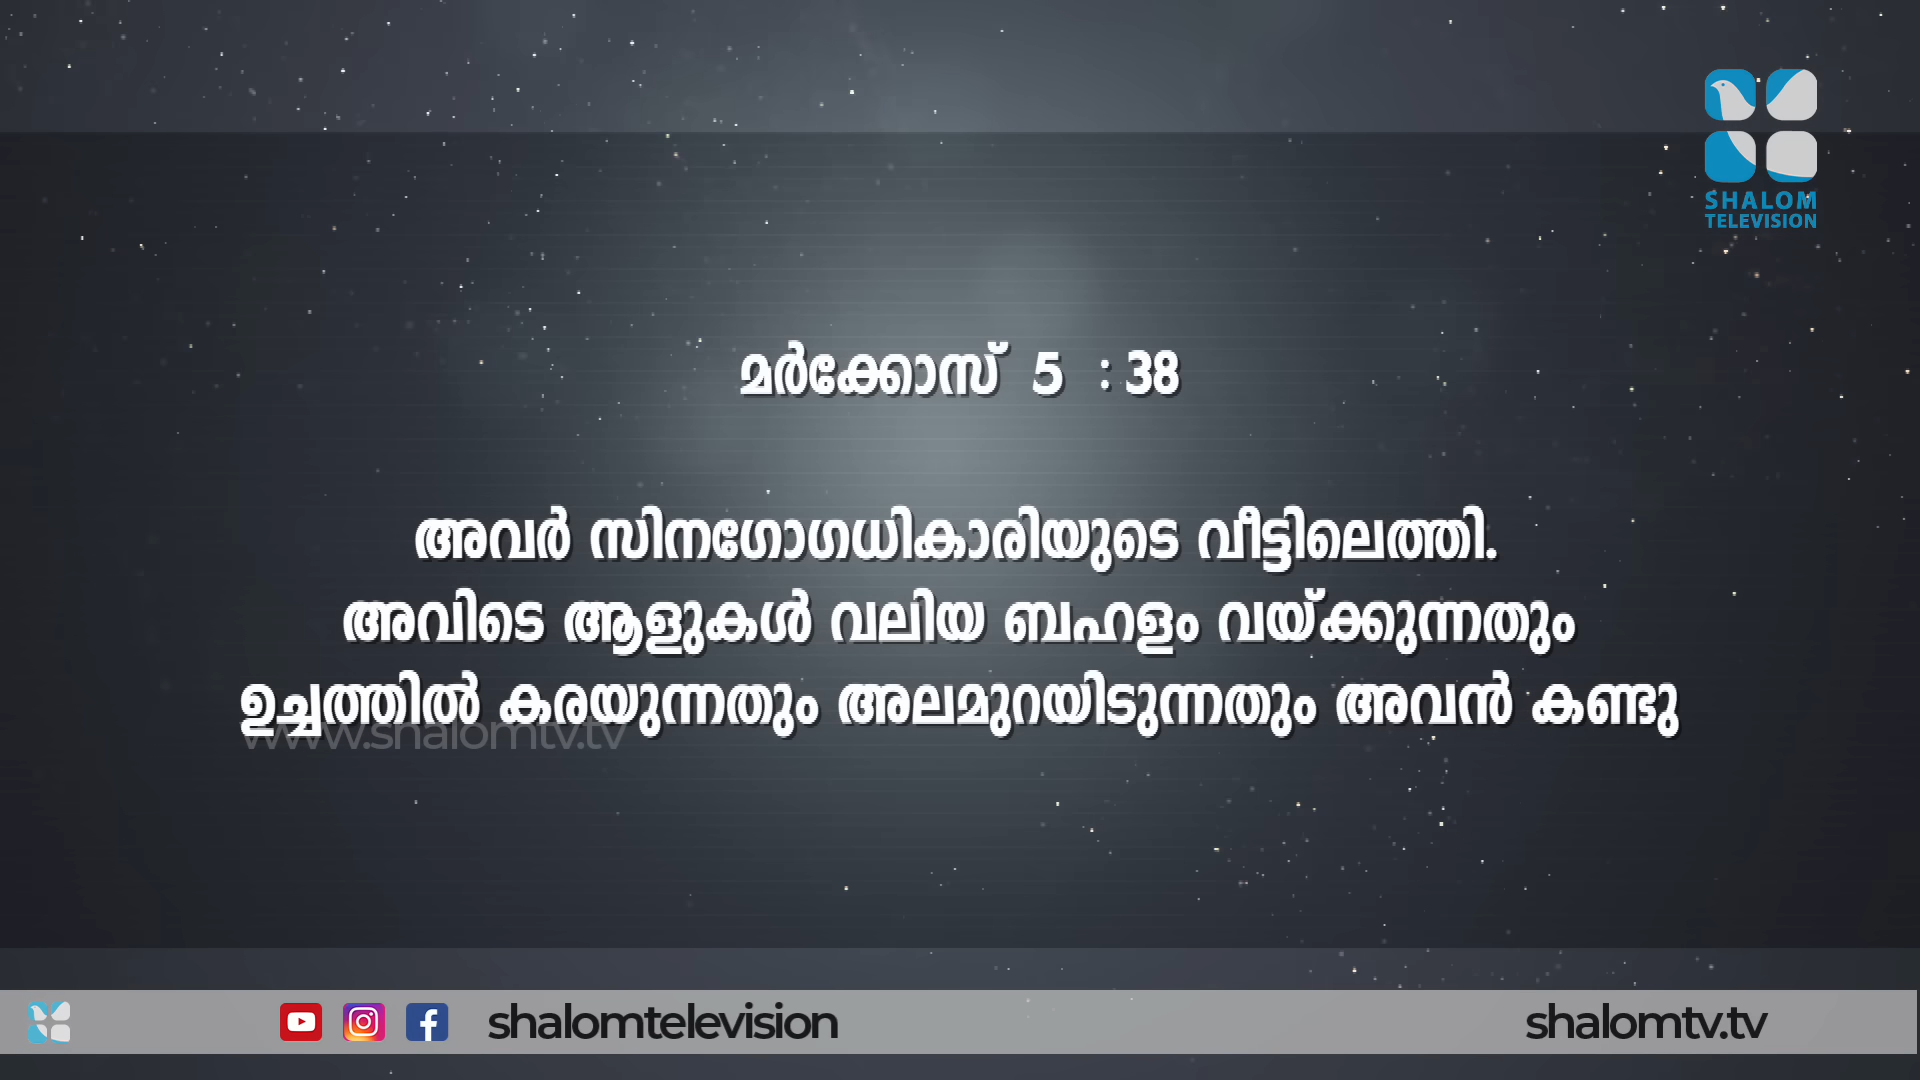 SHALOM
TELEVISION
മർക്കോസ് 5 : 38
അവർ സിനഗോഗധികാരിയുടെ വീട്ടിലെത്തി.
അവിടെ ആളുകൾ വലിയ ബഹളം വയ്ക്കുന്നതും
ഉച്ചത്തിൽ കരയുന്നതും അലമുറയിടുന്നതും അവൻ കണ്ടു
www.shalomtv.tv
shalomtelevision
shalomtv.tv